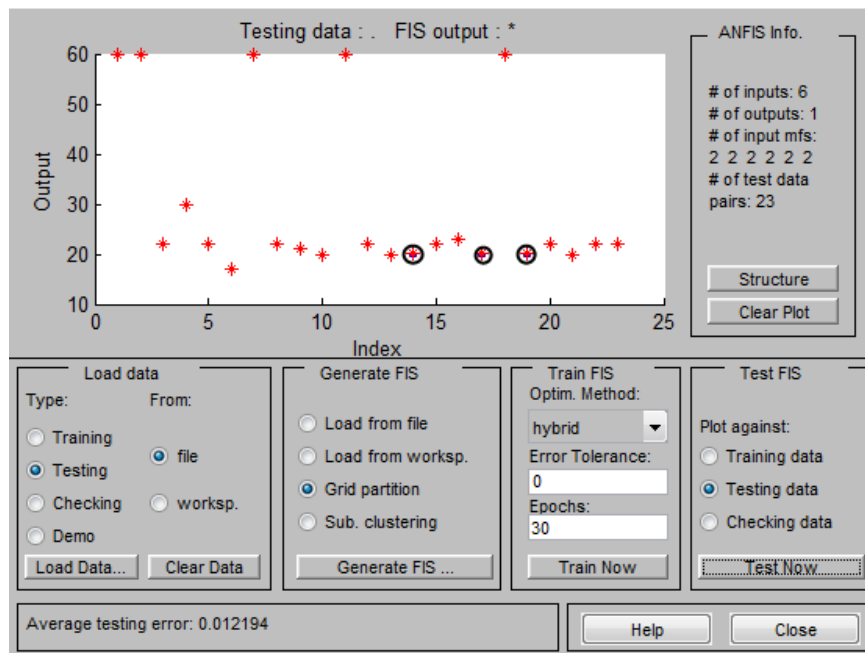 Testing data : .   FIS output : *
60
50
40
30
20
10
0
5
10
15
20
25
Output
Index
ANFIS Info.
# of inputs: 6
# of outputs: 1
# of input mfs:
2 2 2 2 2 2
# of test data
pairs: 23
Structure
Clear Plot
Load data
Type:
From:
Training
Testing
Checking
Demo
file
worksp.
Load Data...
Clear Data
Generate FIS
Load from file
Load from worksp.
Grid partition
Sub. clustering
Generate FIS ...
Train FIS
Optim. Method:
hybrid
Error Tolerance:
0
Epochs:
30
Train Now
Test FIS
Plot against:
Training data
Testing data
Checking data
Test Now
Average testing error: 0.012194
Help
Close